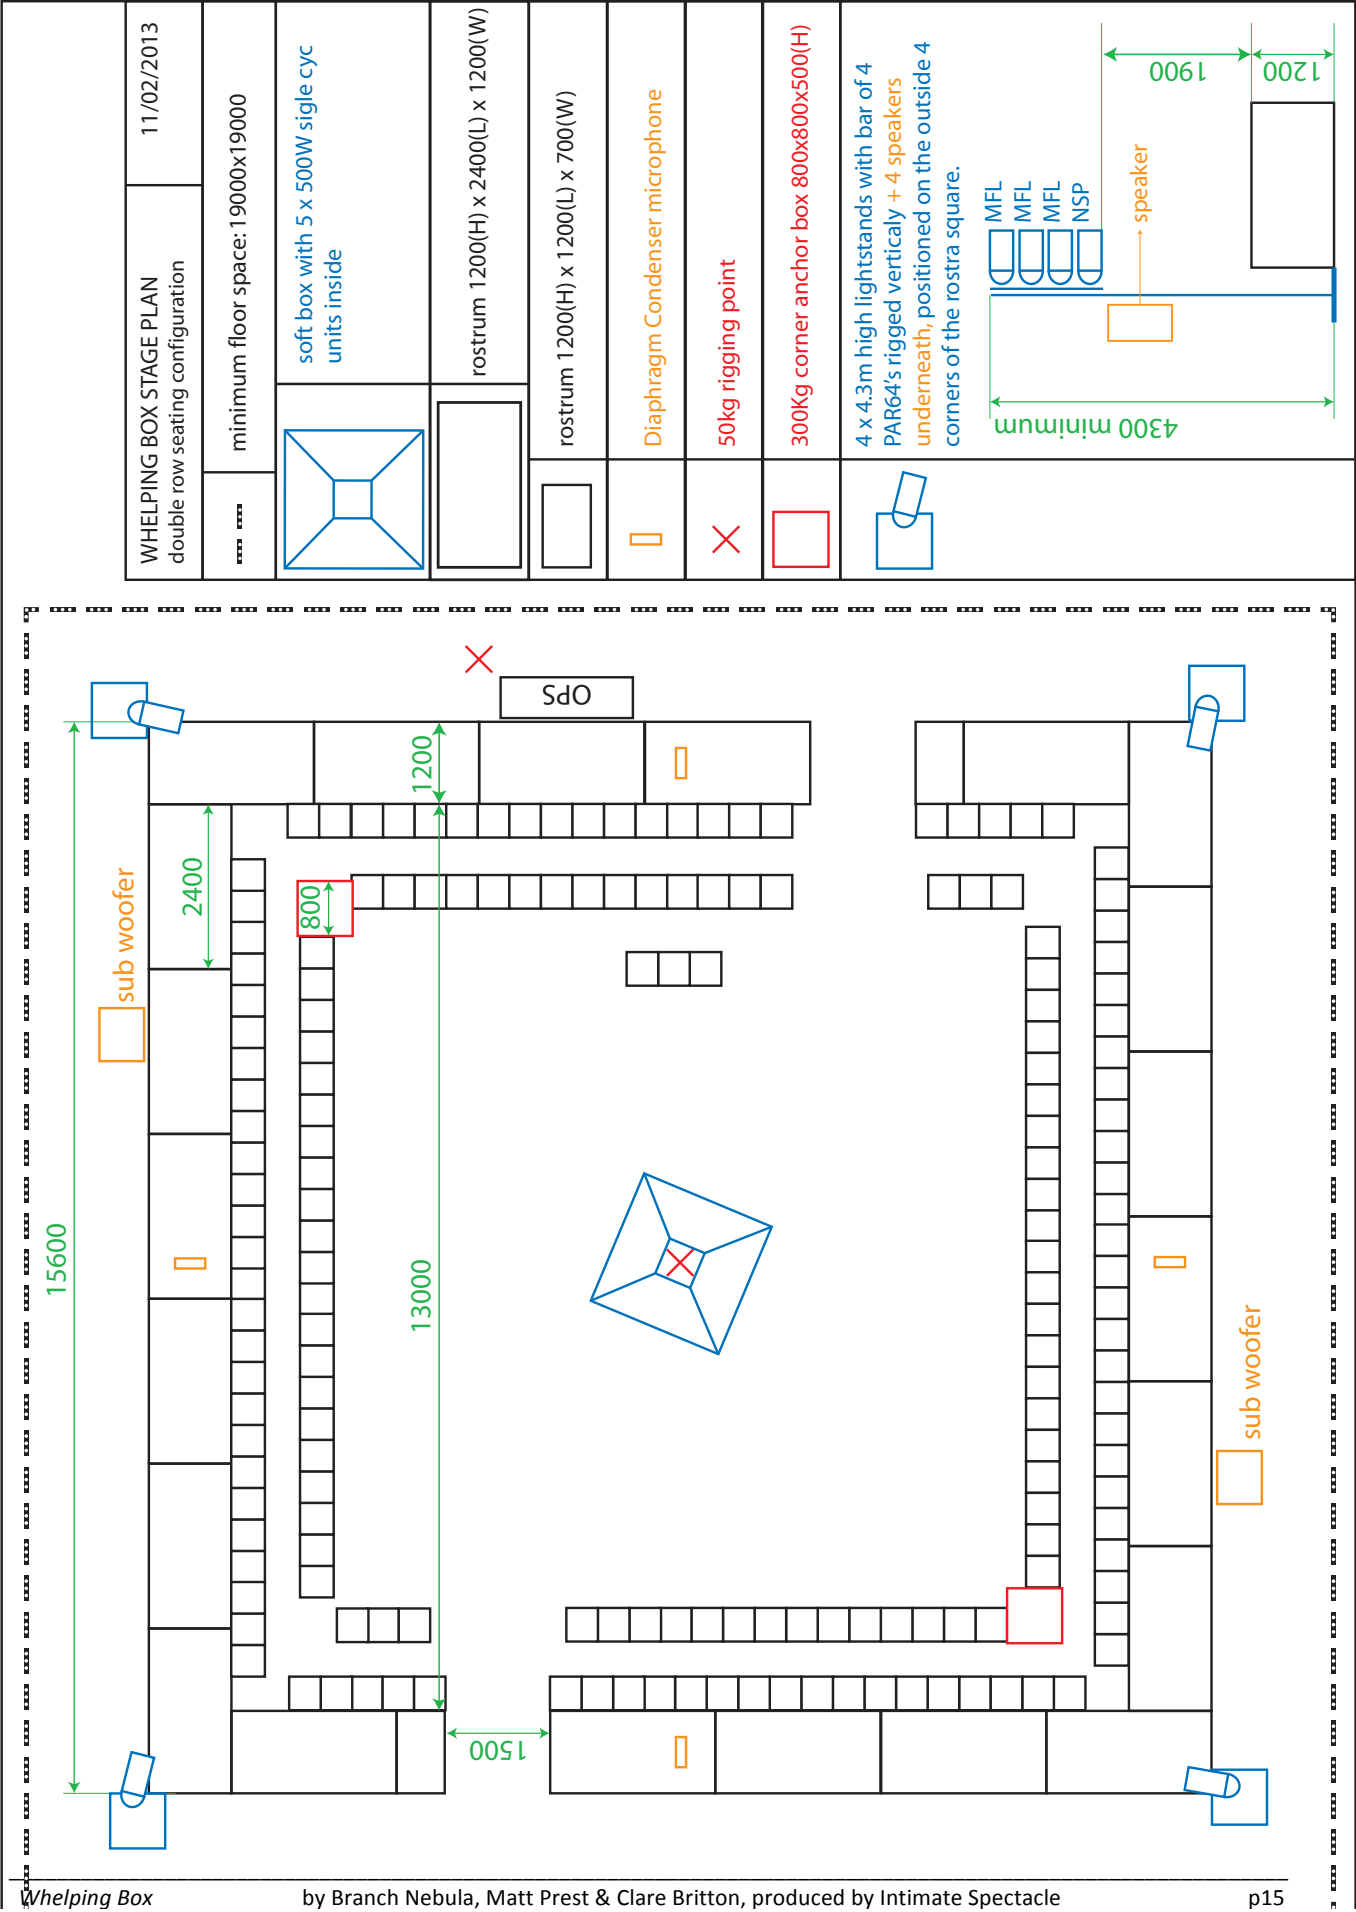 WHELPING BOX STAGE PLAN
double row seating configuration
11/02/2013
minimum floor space: 19000x19000
soft box with 5 x 500W sigle cyc
units inside
rostrum 1200(H) x 2400(L) x 1200(W)
rostrum 1200(H) x 1200(L) x 700(W)
Diaphragm Condenser microphone
50kg rigging point
300Kg corner anchor box 800x800x500(H)
4 x 4.3m high lightstands with bar of 4
PAR64's rigged verticaly + 4 speakers
underneath, positioned on the outside 4
corners of the rostra square.
MFL
MFL
MFL
NSP
speaker
1900
1200
4300 minimum
OPS
1200
2400
800
sub woofer
15600
13000
sub woofer
1500
Whelping Box by Branch Nebula, Matt Prest & Clare Britton, produced by Intimate Spectacle p15